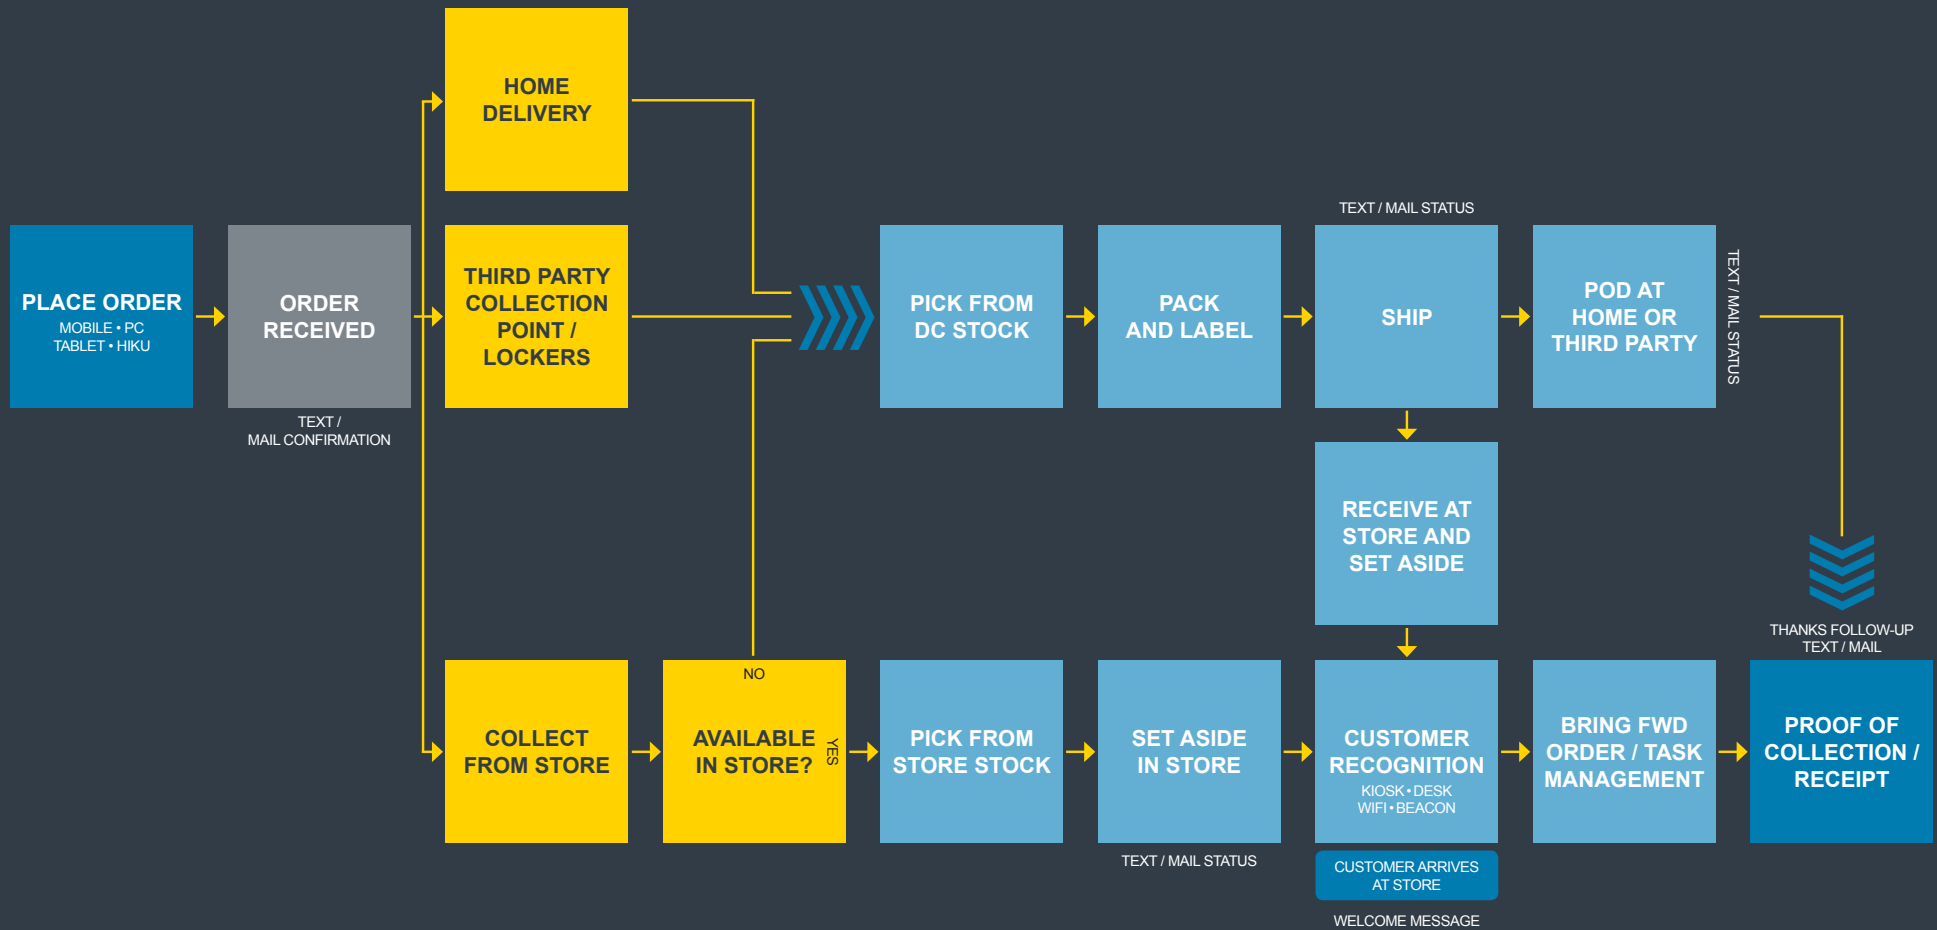 HOME
DELIVERY
TEXT / MAIL STATUS
PLACE ORDER
MOBILE • PC
TABLET • HIKU
ORDER
RECEIVED
TEXT /
MAIL CONFIRMATION
THIRD PARTY
COLLECTION
POINT /
LOCKERS
PICK FROM
DC STOCK
PACK
AND LABEL
SHIP
POD AT
HOME OR
THIRD PARTY
TEXT / MAIL STATUS
RECEIVE AT
STORE AND
SET ASIDE
THANKS FOLLOW-UP
TEXT / MAIL
COLLECT
FROM STORE
NO
AVAILABLE
IN STORE?
YES
PICK FROM
STORE STOCK
SET ASIDE
IN STORE
TEXT / MAIL STATUS
CUSTOMER
RECOGNITION
KIOSK • DESK
WIFI • BEACON
CUSTOMER ARRIVES
AT STORE
WELCOME MESSAGE
BRING FWD
ORDER / TASK
MANAGEMENT
PROOF OF
COLLECTION /
RECEIPT